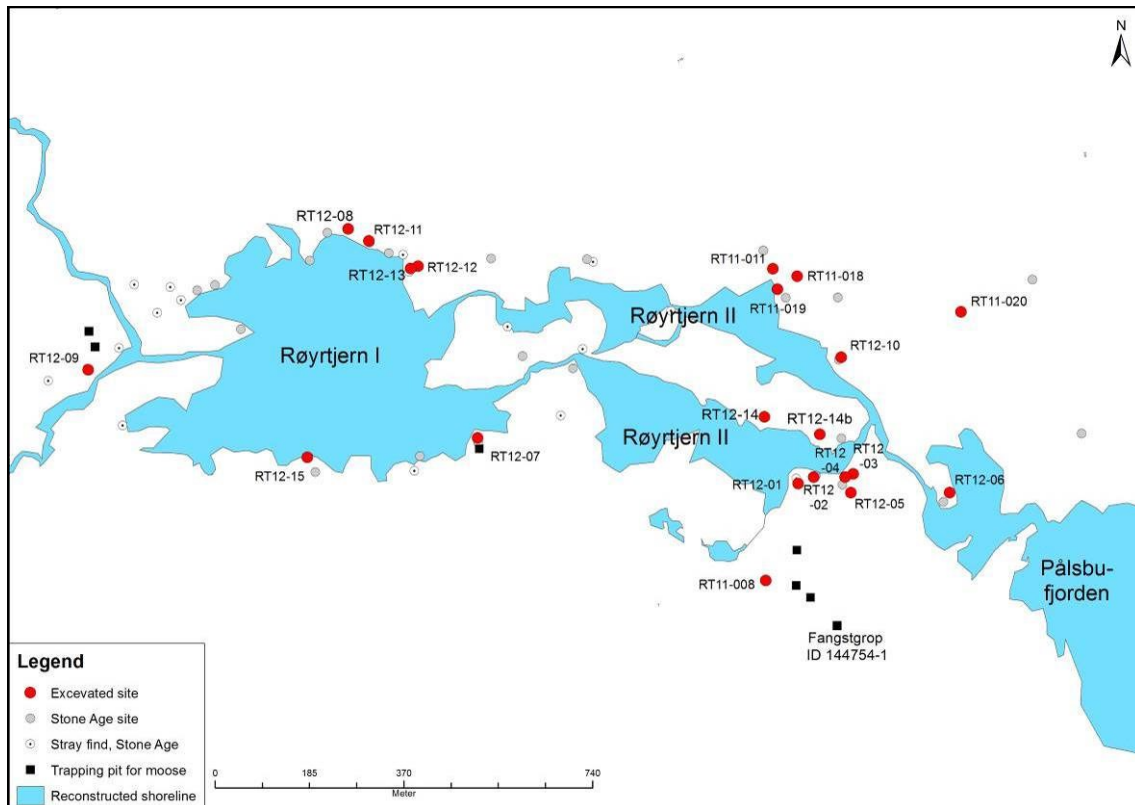 N
RT12-08
RT12-11
RT12-12
RT12-13
RT11-011
RT11-018
RT11-019
RT11-020
Røyrtjern II
Røyrtjern I
RT12-10
RT12-09
RT12-14
RT12-14b
Røyrtjern II
RT12
-04
RT12
-03
RT12-07
RT12-15
RT12-01
RT12
-02
RT12-05
RT12-06
RT11-008
Pålsbu-
fjorden
Fangstgrop
ID 144754-1
Legend
Excevated site
Stone Age site
Stray find, Stone Age
Trapping pit for moose
Reconstructed shoreline
0 185 370 740
Meter